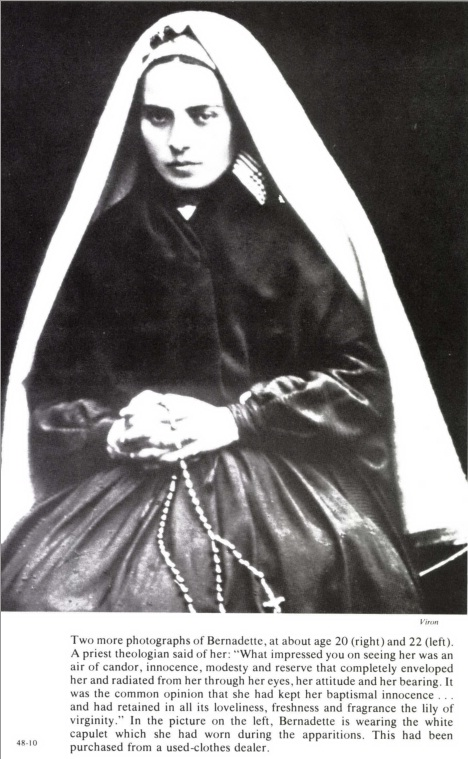 Viron
Two more photographs of Bernadette, at about age 20 (right) and 22 (left).
A priest theologian said of her: “What impressed you on seeing her was an
air of candor, innocence, modesty and reserve that completely enveloped
her and radiated from her through her eyes, her attitude and her bearing. It
was the common opinion that she had kept her baptismal innocence . . .
and had retained in all its loveliness, freshness and fragrance the lily of
virginity.” In the picture on the left, Bernadette is wearing the white
capulet which she had worn during the apparitions. This had been
purchased from a used-clothes dealer.
48-10